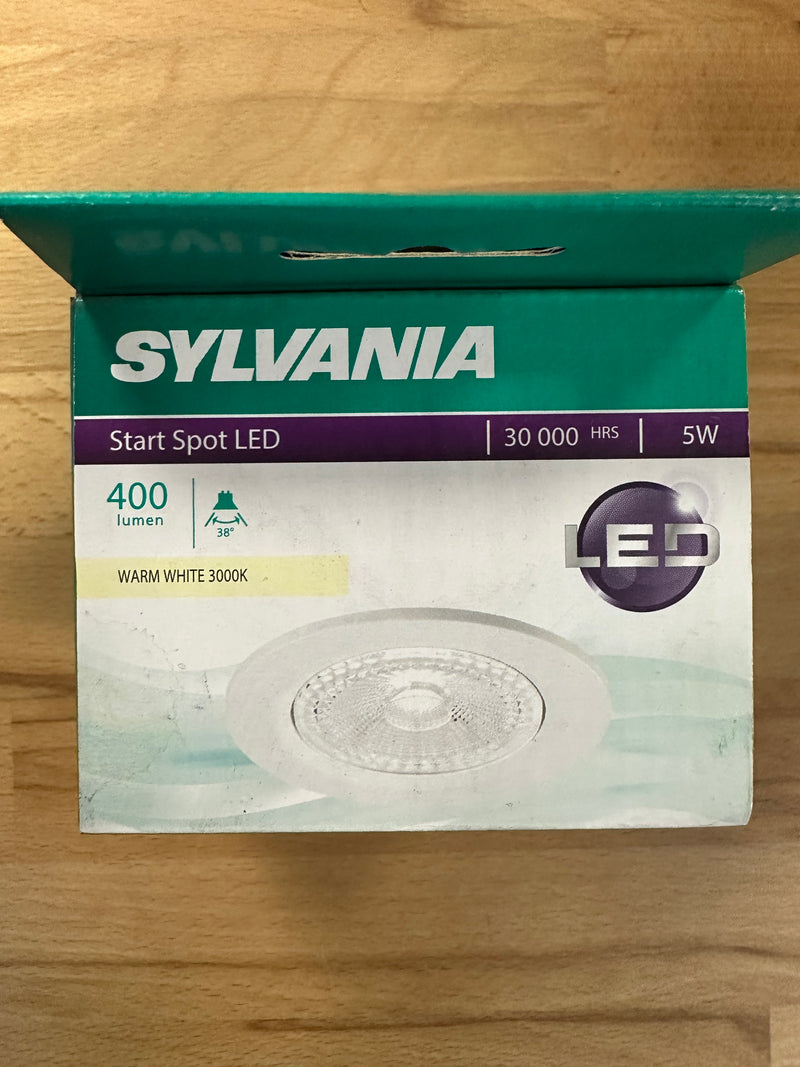 SYLVANIA
Start Spot LED | 30 000 HRS | 5W
400
lumen
38°
LED
WARM WHITE 3000K